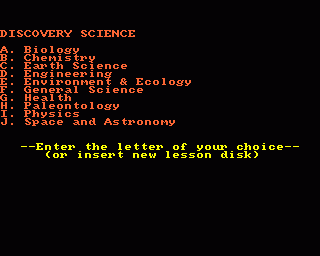 DISCOVERY SCIENCE
A. Biology
B. Chemistry
C. Earth Science
D. Engineering
E. Environment & Ecology
F. General Science
G. Health
H. Paleontology
I. Physics
J. Space and Astronomy
--Enter the letter of your choice--
(or insert new lesson disk)